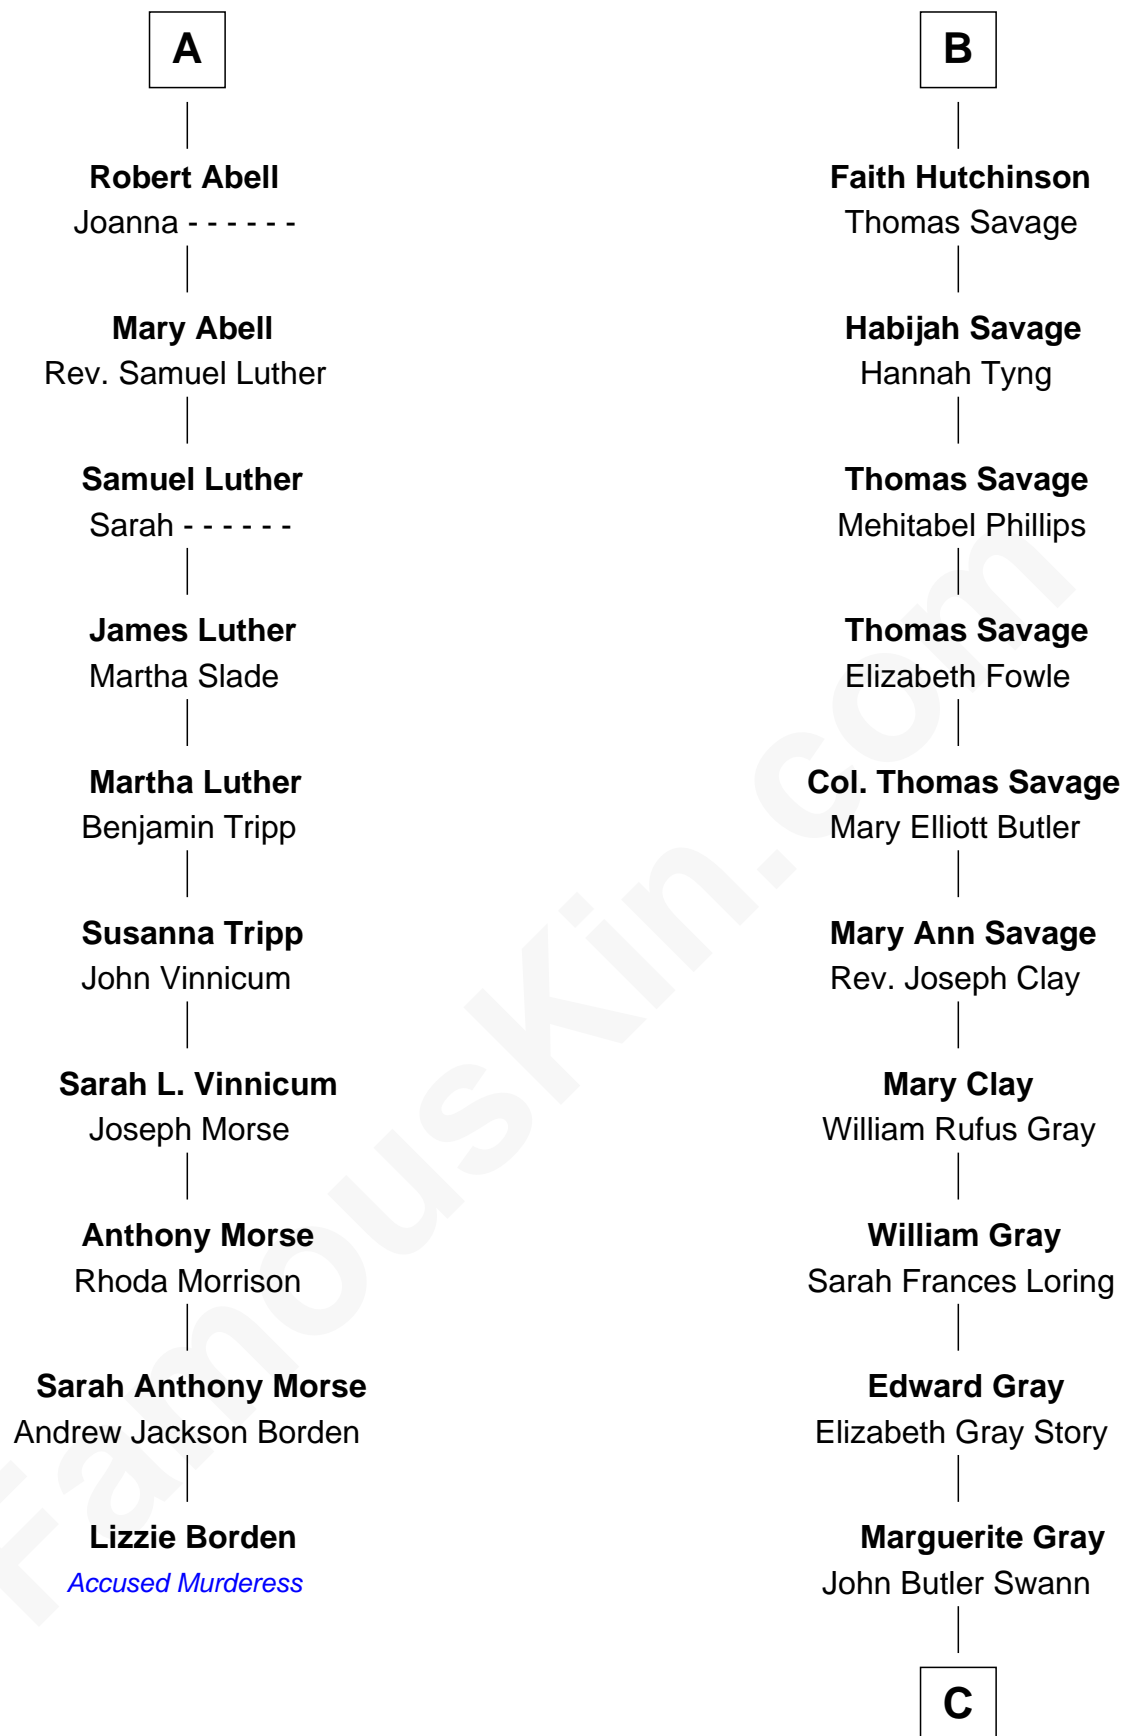 A
Robert Abell
Joanna - - - - - -
Mary Abell
Rev. Samuel Luther
Samuel Luther
Sarah - - - - - -
James Luther
Martha Slade
Martha Luther
Benjamin Tripp
Susanna Tripp
John Vinnicum
Sarah L. Vinnicum
Joseph Morse
Anthony Morse
Rhoda Morrison
Sarah Anthony Morse
Andrew Jackson Borden
Lizzie Borden
Accused Murderess
B
Faith Hutchinson
Thomas Savage
Habijah Savage
Hannah Tyng
Thomas Savage
Mehitabel Phillips
Thomas Savage
Elizabeth Fowle
Col. Thomas Savage
Mary Elliott Butler
Mary Ann Savage
Rev. Joseph Clay
Mary Clay
William Rufus Gray
William Gray
Sarah Frances Loring
Edward Gray
Elizabeth Gray Story
Marguerite Gray
John Butler Swann
C
FamousKin.com